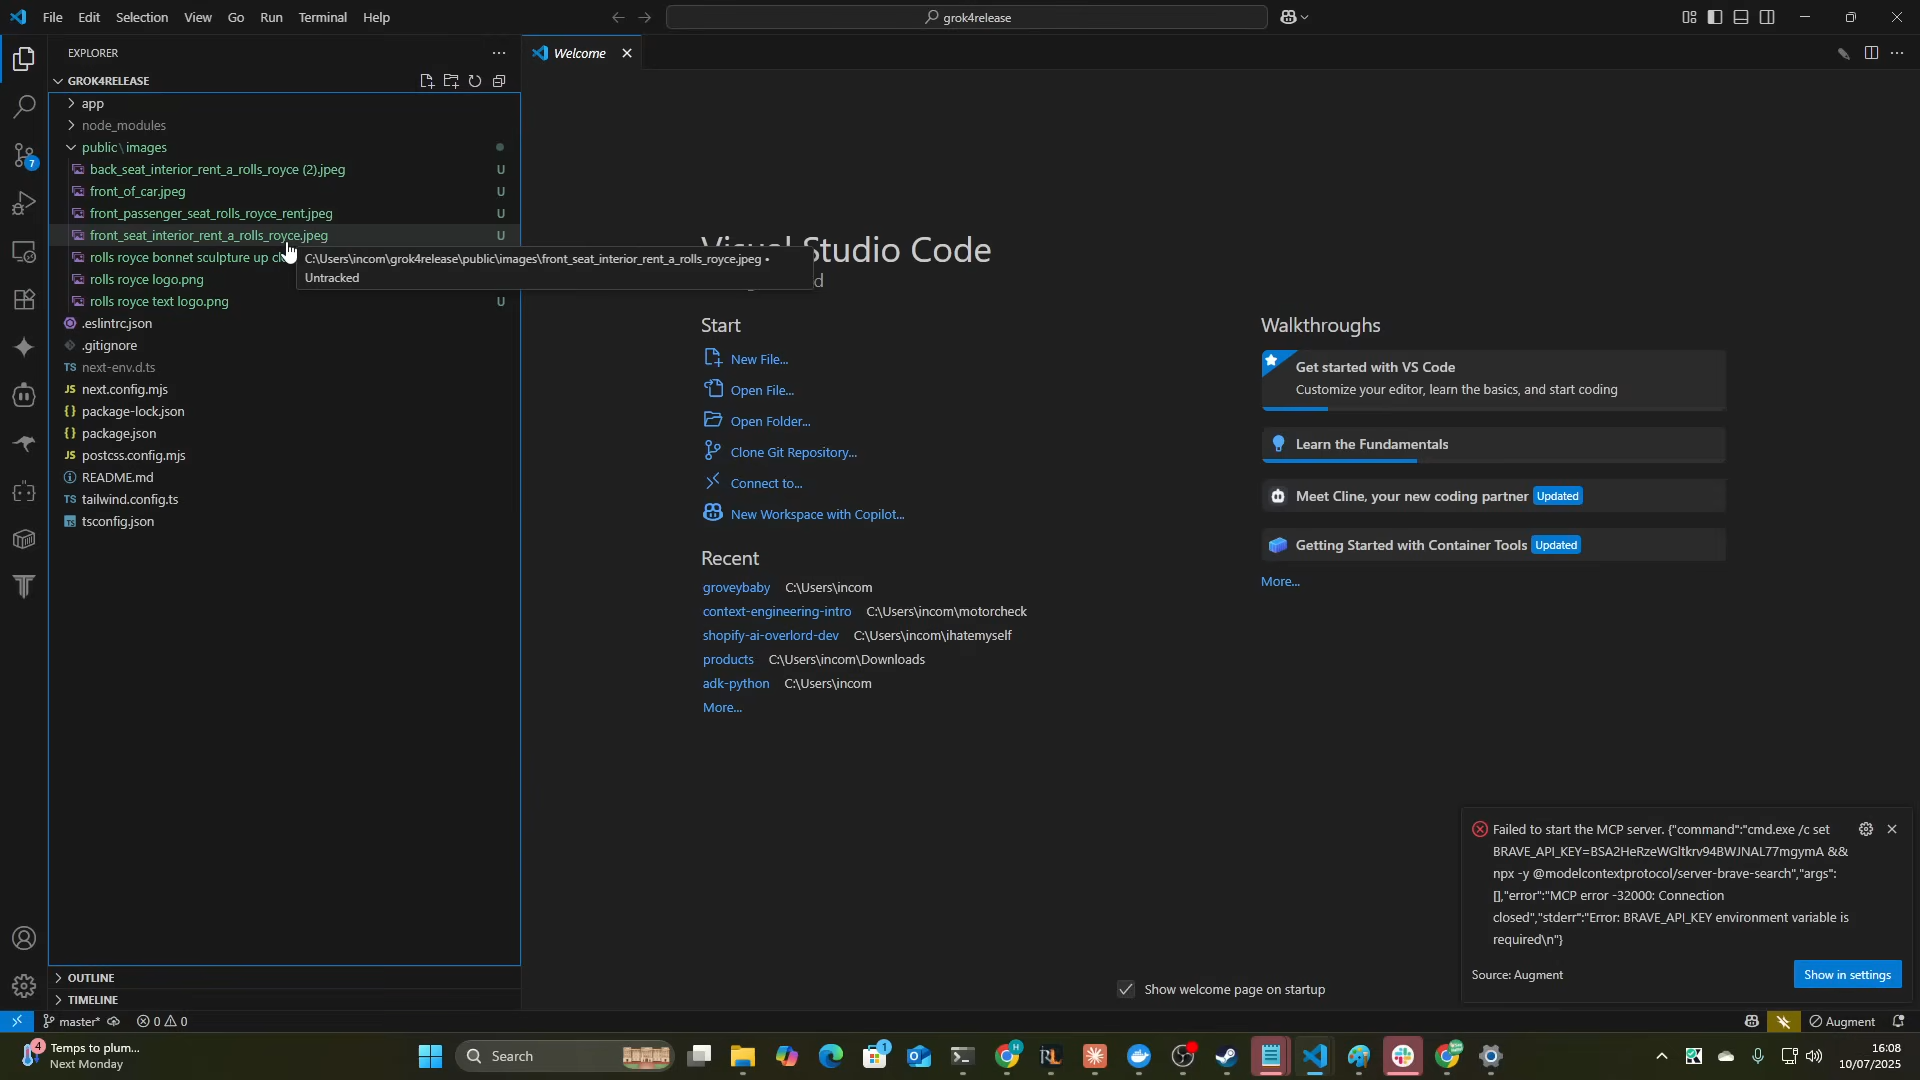 File Edit Selection View Go Run Terminal Help
grok4release
EXPLORER
Welcome
GROK4RELEASE
app
node_modules
public\images
back_seat_interior_rent_a_rolls_royce (2).jpeg U
front_of_car.jpeg U
front_passenger_seat_rolls_royce_rent.jpeg U
front_seat_interior_rent_a_rolls_royce.jpeg U
rolls royce bonnet sculpture up
rolls royce logo.png
rolls royce text logo.png U
.eslintrc.json
.gitignore
TS next-env.d.ts
JS next.config.mjs
{} package-lock.json
{} package.json
JS postcss.config.mjs
README.md
TS tailwind.config.ts
TS tsconfig.json
OUTLINE
TIMELINE
C:\Users\incom\grok4release\public\images\front_seat_interior_rent_a_rolls_royce.jpeg •
Untracked
Studio Code
Start
New File...
Open File...
Open Folder...
Clone Git Repository...
Connect to...
New Workspace with Copilot...
Recent
groveybaby C:\Users\incom
context-engineering-intro C:\Users\incom\motorcheck
shopify-ai-overlord-dev C:\Users\incom\ihatemyself
products C:\Users\incom\Downloads
adk-python C:\Users\incom
More...
Walkthroughs
Get started with VS Code
Customize your editor, learn the basics, and start coding
Learn the Fundamentals
Meet Cline, your new coding partner Updated
Getting Started with Container Tools Updated
More...
Show welcome page on startup
Failed to start the MCP server. {"command":"cmd.exe /c set
BRAVE_API_KEY=BSA2HeRzeWGltkrv94BWJNAL77mgymA &&
npx -y @modelcontextprotocol/server-brave-search","args":
[],"error":"MCP error -32000: Connection
closed","stderr":"Error: BRAVE_API_KEY environment variable is
required\n"}
Source: Augment
Show in settings
7
master* 0 0
Augment
4
Temps to plum...
Next Monday
Search
1
16:08
10/07/2025